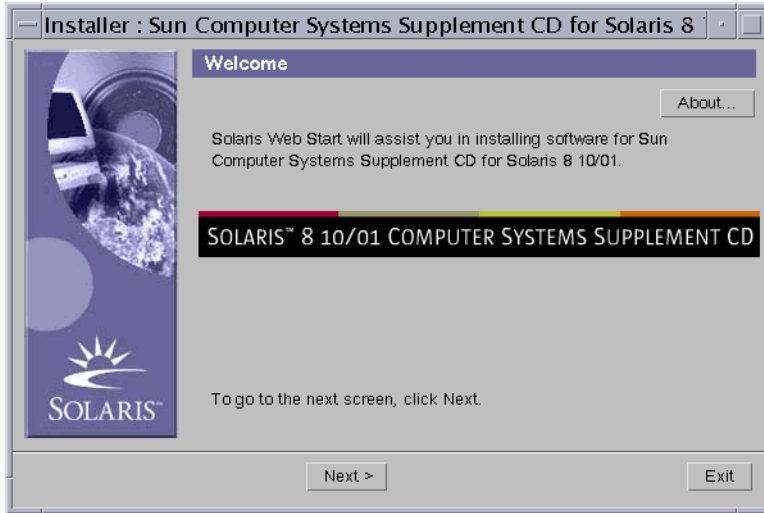 Installer : Sun Computer Systems Supplement CD for Solaris 8
Welcome
About...
Solaris Web Start will assist you in installing software for Sun
Computer Systems Supplement CD for Solaris 8 10/01.
SOLARIS™ 8 10/01 COMPUTER SYSTEMS SUPPLEMENT CD
To go to the next screen, click Next.
SOLARIS™
Next >
Exit